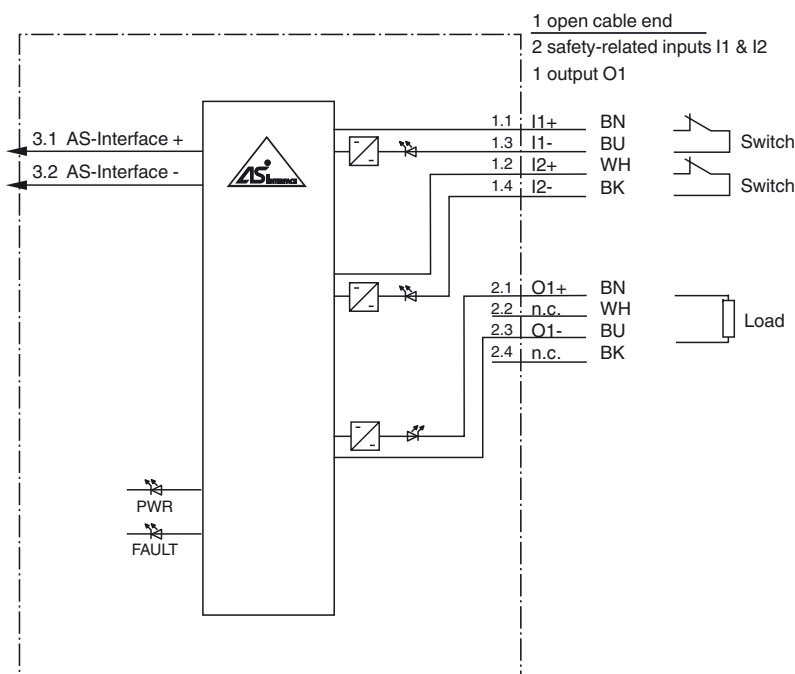 1 open cable end
2 safety-related inputs I1 & I2
1 output O1
3.1 AS-Interface +
3.2 AS-Interface -
AS INTERFACE
1.1 I1+ BN
1.3 I1- BU
1.2 I2+ WH
1.4 I2- BK
Switch
Switch
2.1 O1+ BN
2.2 n.c. WH
2.3 O1- BU
2.4 n.c. BK
Load
PWR
FAULT